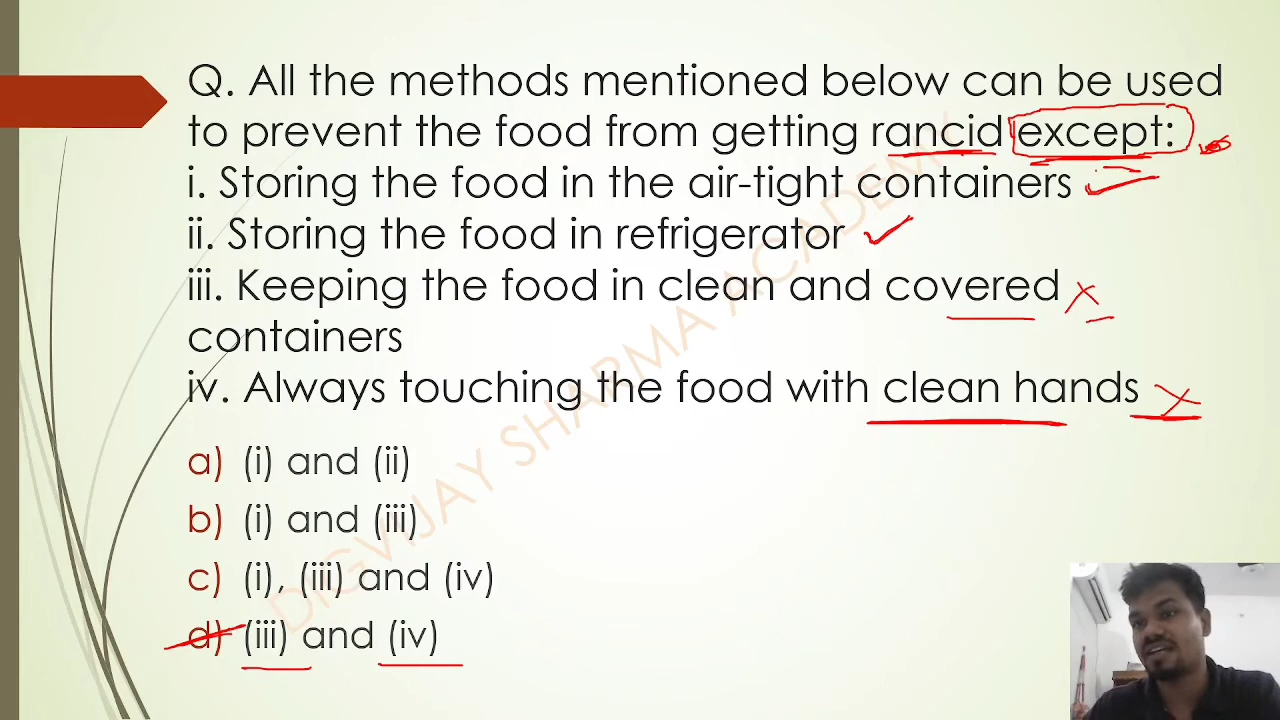 Q. All the methods mentioned below can be used
to prevent the food from getting rancid except:
i. Storing the food in the air-tight containers
ii. Storing the food in refrigerator
iii. Keeping the food in clean and covered
containers
iv. Always touching the food with clean hands
a) (i) and (ii)
b) (i) and (iii)
c) (i), (iii) and (iv)
d) (iii) and (iv)
DIGVIJAY SHARMA ACADEMY